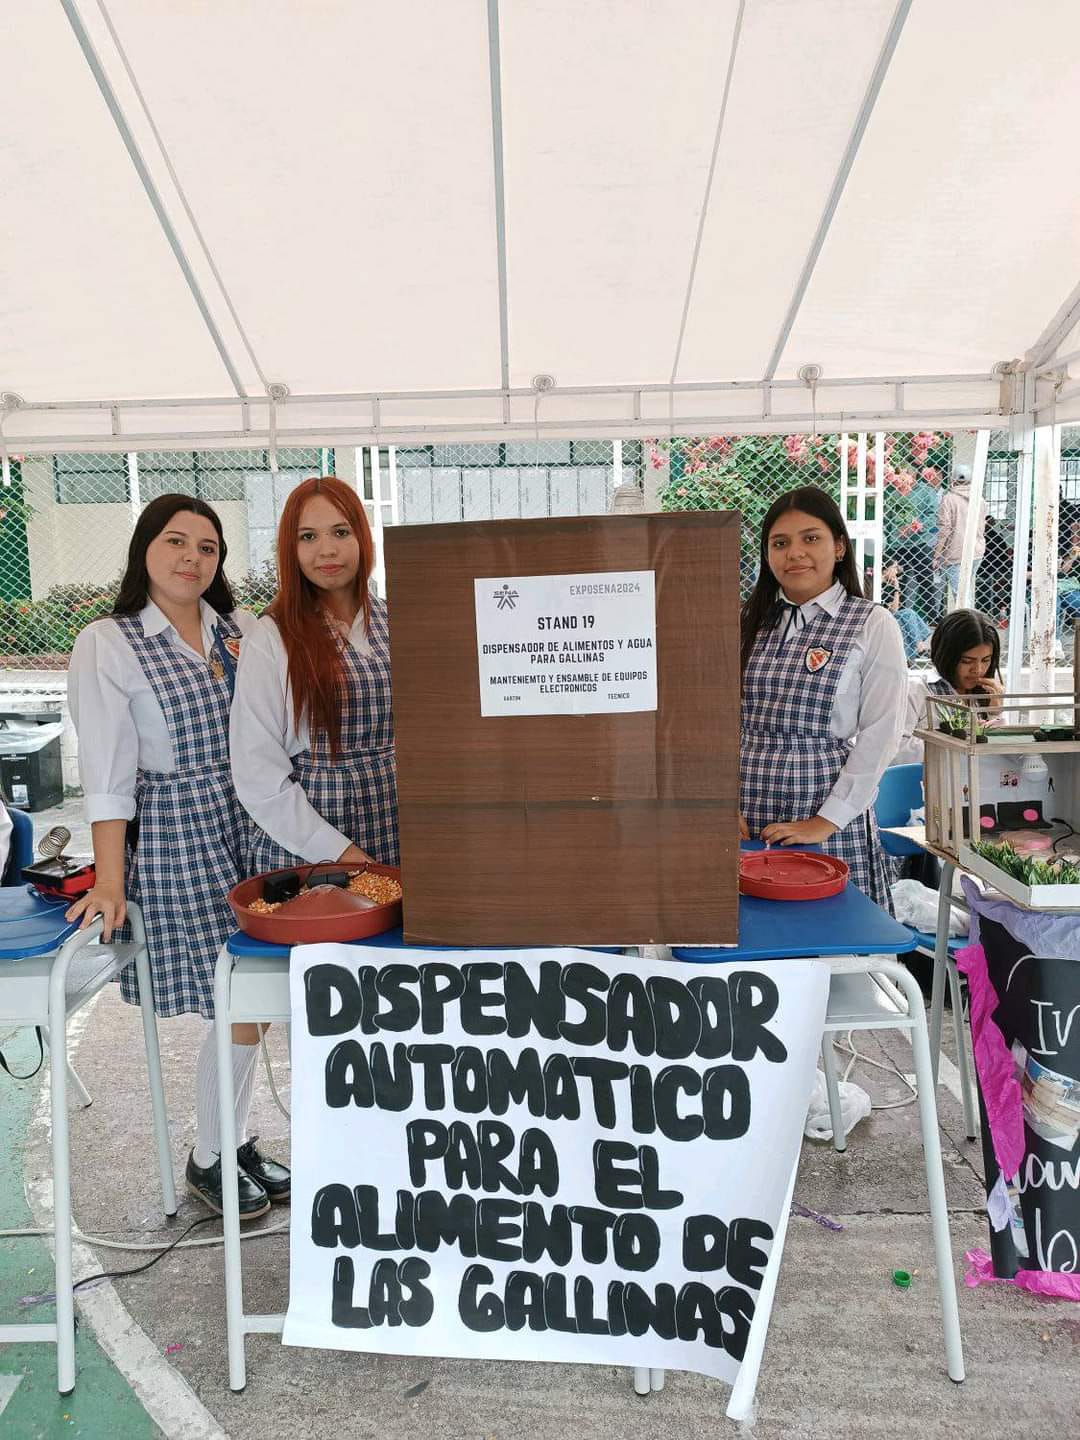 SENA
EXPOSENA2024
STAND 19
DISPENSAOOR DE ALIMENTOS Y AGUA
PARA GALLINAS
MANTENIEMTO Y ENSAMBLE DE EQUIPOS
ELECTRONICOS
TECNICO
DISPENSADOR
AUTOMATICO
PARA EL
ALIMENTO DE
LAS GALLINAS